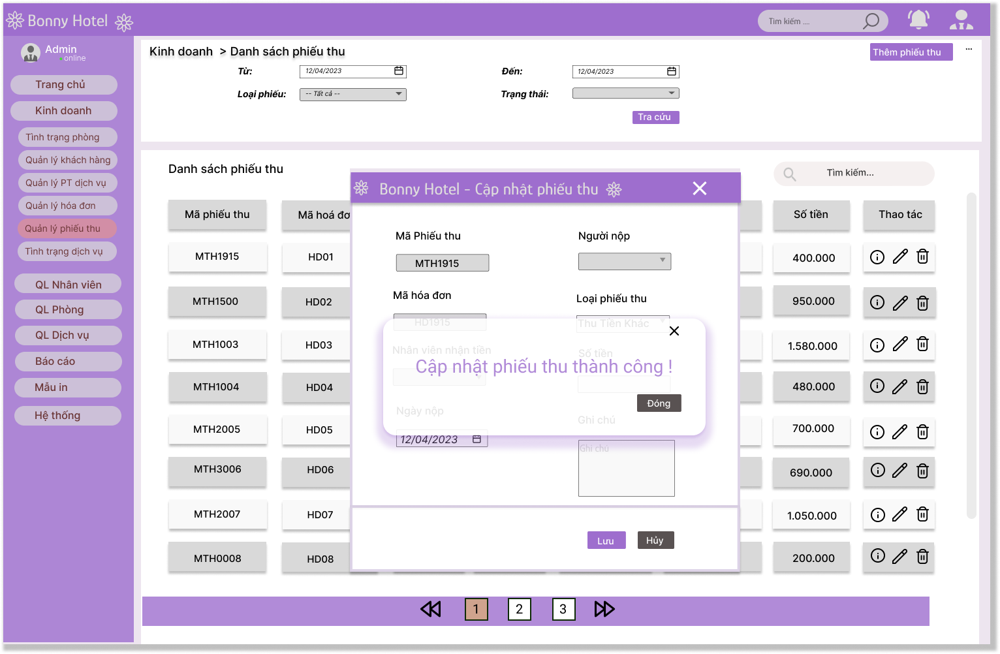 Bonny Hotel
Tìm kiếm ....
Admin
online
Trang chủ
Kinh doanh
Tình trạng phòng
Quản lý khách hàng
Quản lý PT dịch vụ
Quản lý hóa đơn
Quản lý phiếu thu
Tình trạng dịch vụ
QL Nhân viên
QL Phòng
QL Dịch vụ
Báo cáo
Mẫu in
Hệ thống
Kinh doanh > Danh sách phiếu thu
Thêm phiếu thu
...
Từ: 12/04/2023 Đến: 12/04/2023
Loại phiếu: -- Tất cả -- Trạng thái:
Tra cứu
Danh sách phiếu thu
Tìm kiếm...
Mã phiếu thu Mã hoá đơ Số tiền Thao tác
MTH1915 HD01 400.000
MTH1500 HD02 950.000
MTH1003 HD03 1.580.000
MTH1004 HD04 480.000
MTH2005 HD05 700.000
MTH3006 HD06 690.000
MTH2007 HD07 1.050.000
MTH0008 HD08 200.000
Bonny Hotel - Cập nhật phiếu thu
Mã Phiếu thu Người nộp
MTH1915
Mã hóa đơn Loại phiếu thu
HD1915 Thu Tiền Khác
Nhân viên nhận tiền Số tiền
Cập nhật phiếu thu thành công !
Đóng
Ngày nộp Ghi chú
12/04/2023 Ghi chú
Lưu Hủy
1 2 3